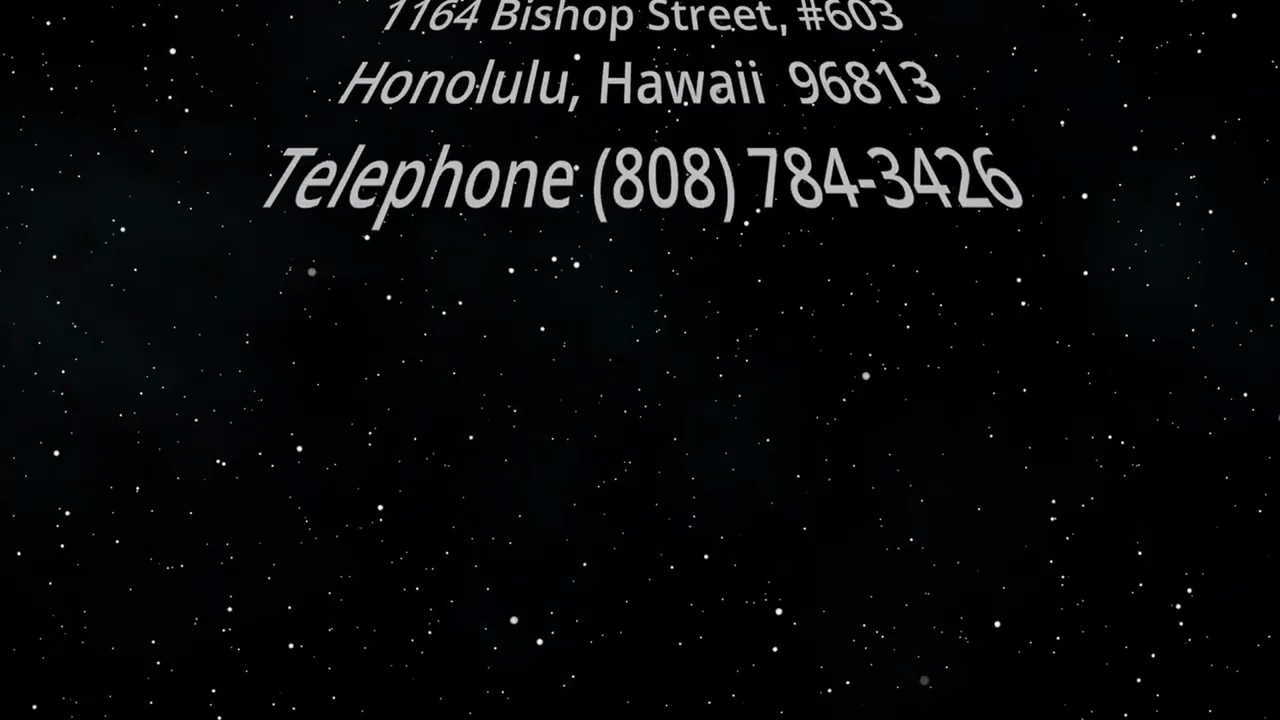 1164 Bishop Street, #603
Honolulu, Hawaii  96813
Telephone (808) 784-3426